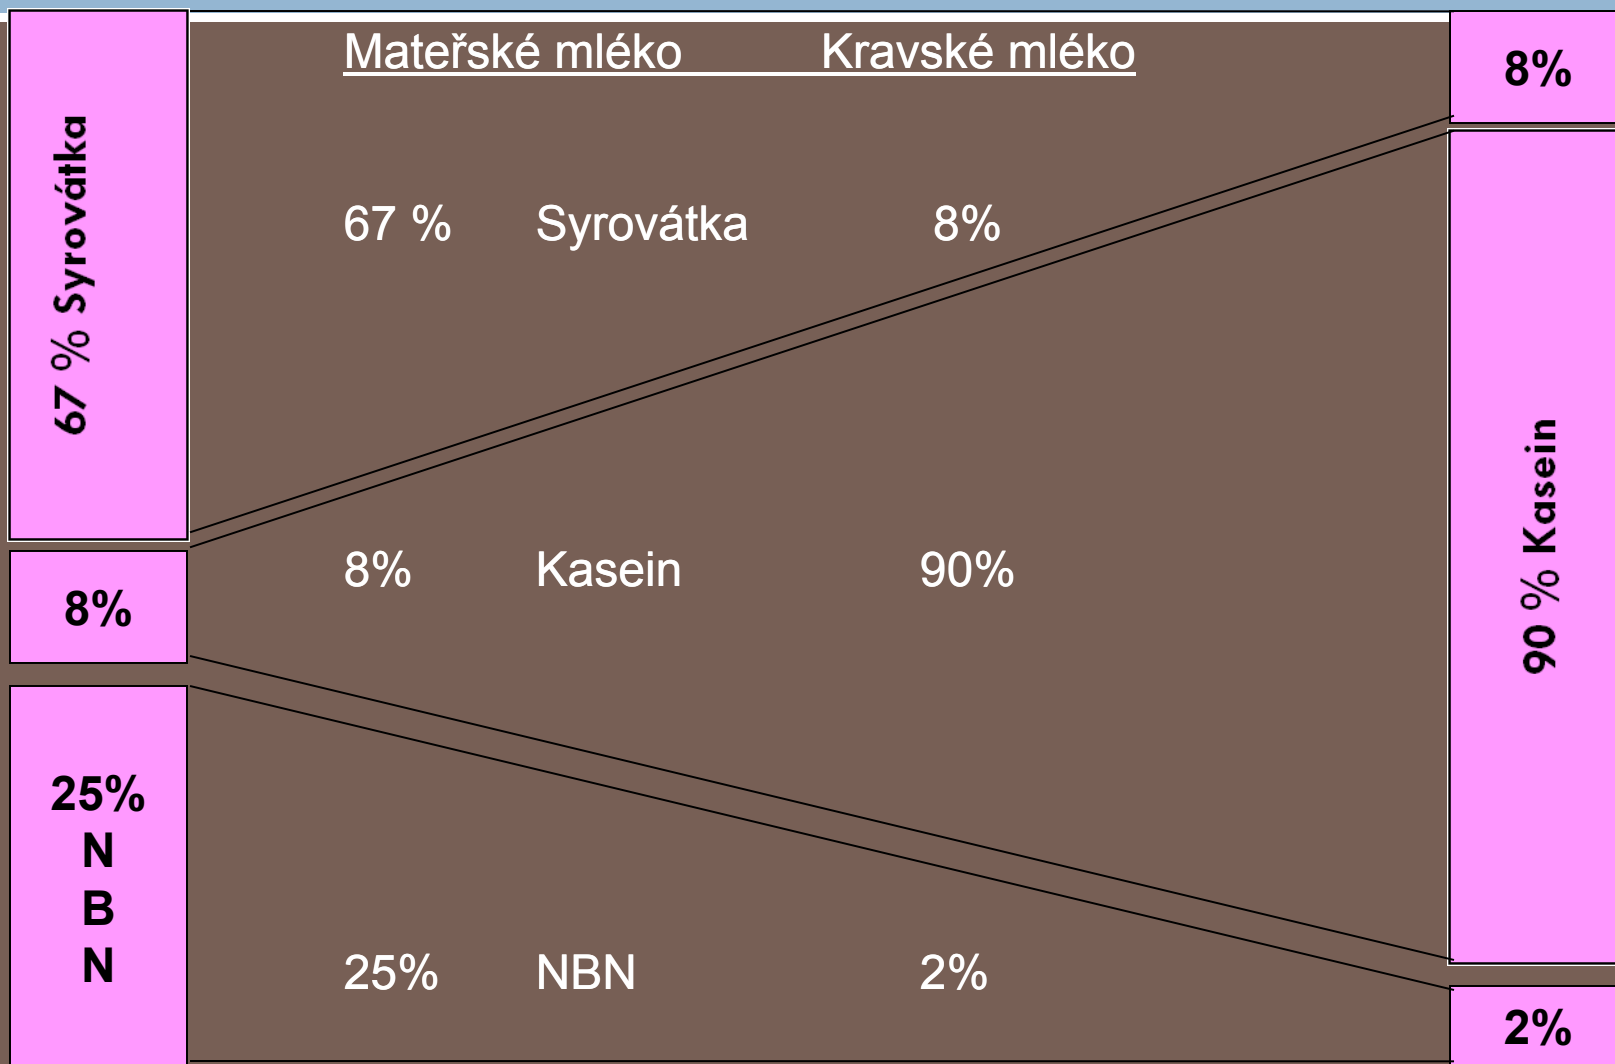 67 % Syrovátka
8%
25%
N
B
N
Mateřské mléko Kravské mléko
67 % Syrovátka 8%
8% Kasein 90%
25% NBN 2%
8%
90 % Kasein
2%